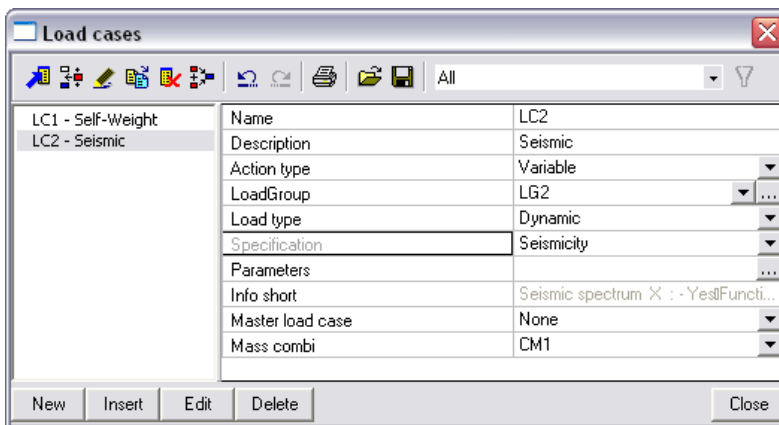 Load cases
All
LC1 - Self-Weight
LC2 - Seismic
Name LC2
Description Seismic
Action type Variable
LoadGroup LG2 ...
Load type Dynamic
Specification Seismicity
Parameters ...
Info short Seismic spectrum X : - Yes▯Functi...
Master load case None
Mass combi CM1
New Insert Edit Delete Close